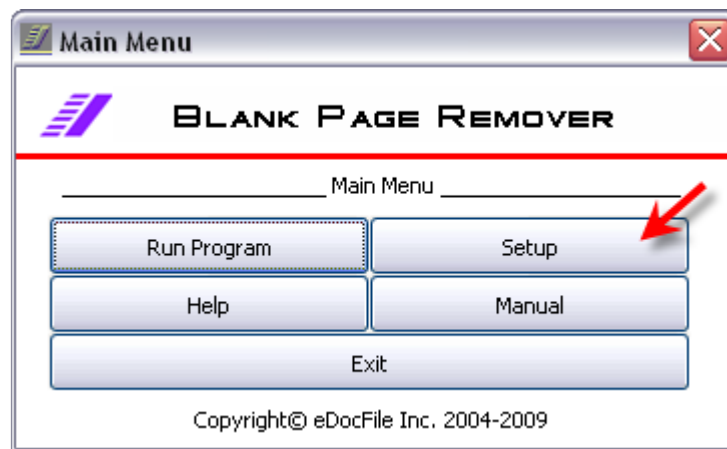 Main Menu
BLANK PAGE REMOVER
Main Menu
Run Program
Setup
Help
Manual
Exit
Copyright© eDocFile Inc. 2004-2009